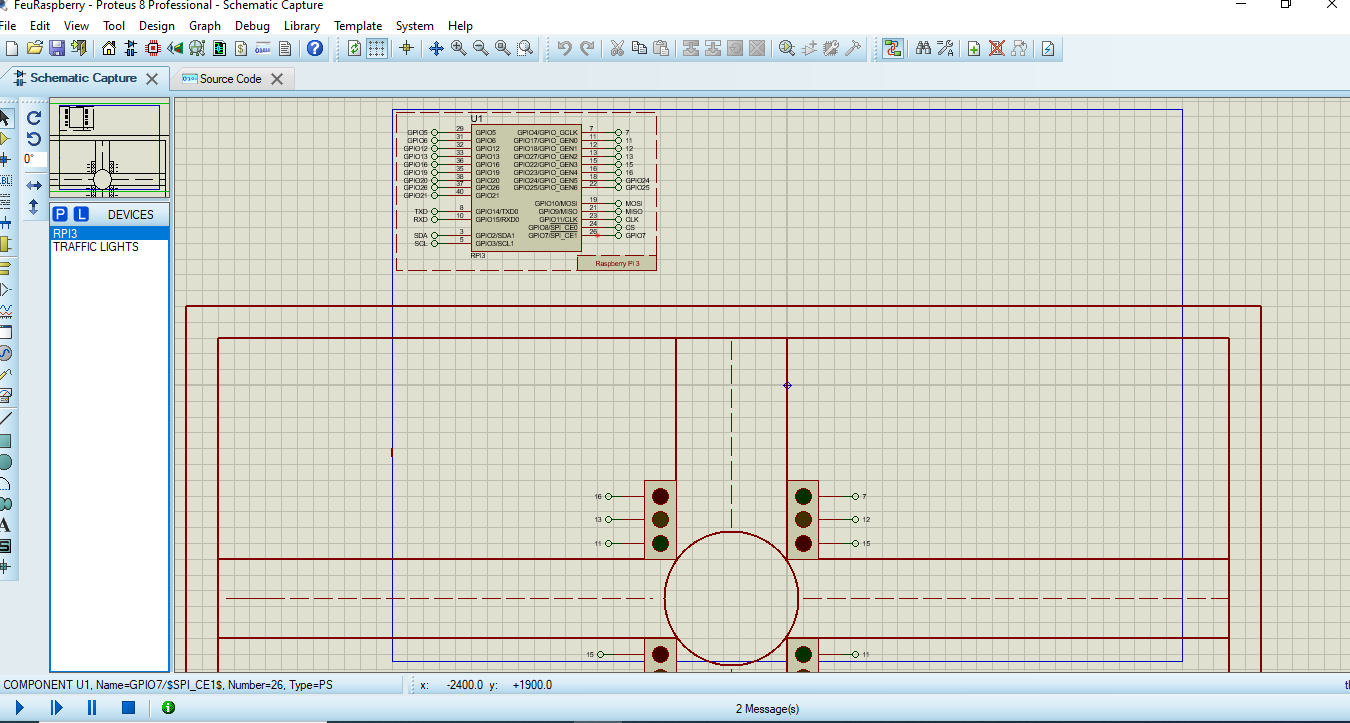 FeuRaspberry - Proteus 8 Professional - Schematic Capture
File Edit View Tool Design Graph Debug Library Template System Help
Schematic Capture
Source Code
0°
P L DEVICES
RPI3
TRAFFIC LIGHTS
U1
GPIO5 29 GPIO5 GPIO4/GPIO_GCLK 7 7
GPIO6 31 GPIO6 GPIO17/GPIO_GEN0 11 11
GPIO12 32 GPIO12 GPIO18/GPIO_GEN1 12 12
GPIO13 33 GPIO13 GPIO27/GPIO_GEN2 13 13
GPIO16 36 GPIO16 GPIO22/GPIO_GEN3 15 15
GPIO19 35 GPIO19 GPIO23/GPIO_GEN4 16 16
GPIO20 38 GPIO20 GPIO24/GPIO_GEN5 18 GPIO24
GPIO26 37 GPIO26 GPIO25/GPIO_GEN6 22 GPIO25
GPIO21 40 GPIO21
GPIO10/MOSI 19 MOSI
TXD 8 GPIO14/TXD0 GPIO9/MISO 21 MISO
RXD 10 GPIO15/RXD0 GPIO11/CLK 23 CLK
GPIO8/SPI_CE0 24 CS
SDA 3 GPIO2/SDA1 GPIO7/SPI_CE1 26 GPIO7
SCL 5 GPIO3/SCL1
RPI3
Raspberry Pi 3
16 7
13 12
11 15
15 11
COMPONENT U1, Name=GPIO7/$SPI_CE1$, Number=26, Type=PS
x: -2400.0 y: +1900.0
th
2 Message(s)